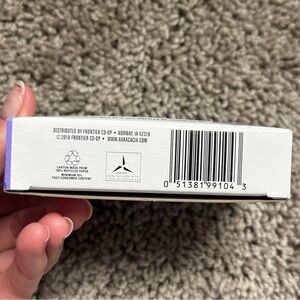 DISTRIBUTED BY FRONTIER CO-OP • NORWAY, IA 52318
© 2018 FRONTIER CO-OP • WWW.AURACACIA.COM
CARTON MADE FROM
100% RECYCLED PAPER
MINIMUM 35%
POST-CONSUMER CONTENT
0 51381 99104 3